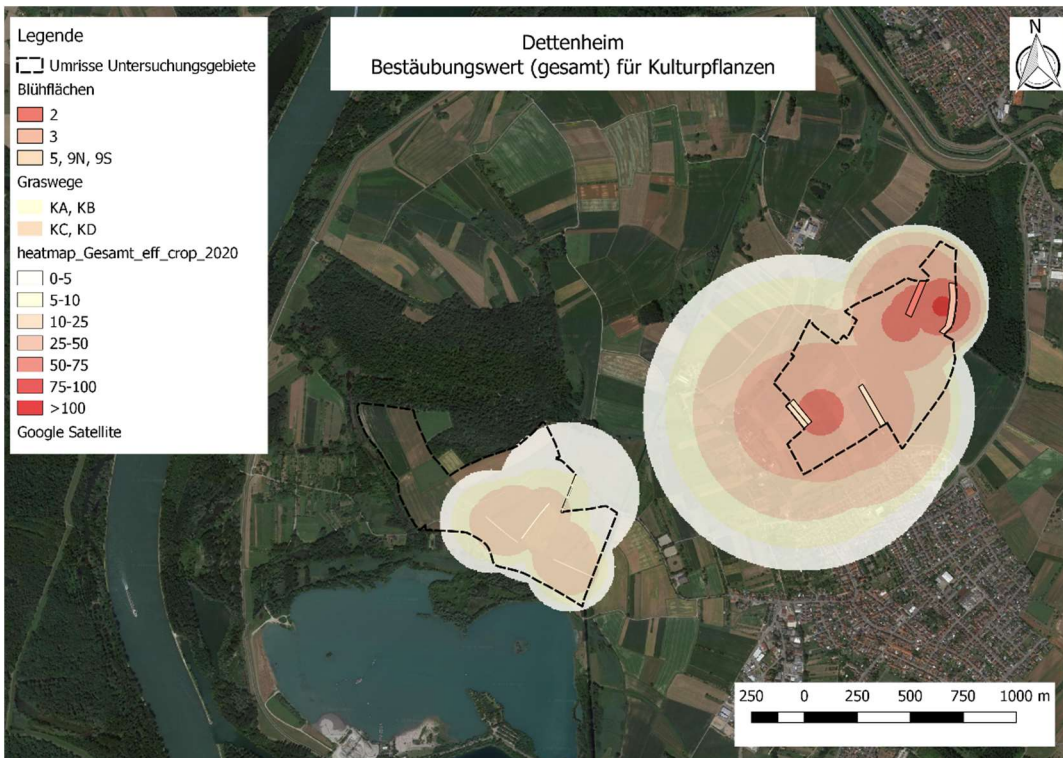 Dettenheim
Bestäubungswert (gesamt) für Kulturpflanzen
N
Legende
Umrisse Untersuchungsgebiete
Blühflächen
2
3
5, 9N, 9S
Graswege
KA, KB
KC, KD
heatmap_Gesamt_eff_crop_2020
0-5
5-10
10-25
25-50
50-75
75-100
>100
Google Satellite
250 0 250 500 750 1000 m